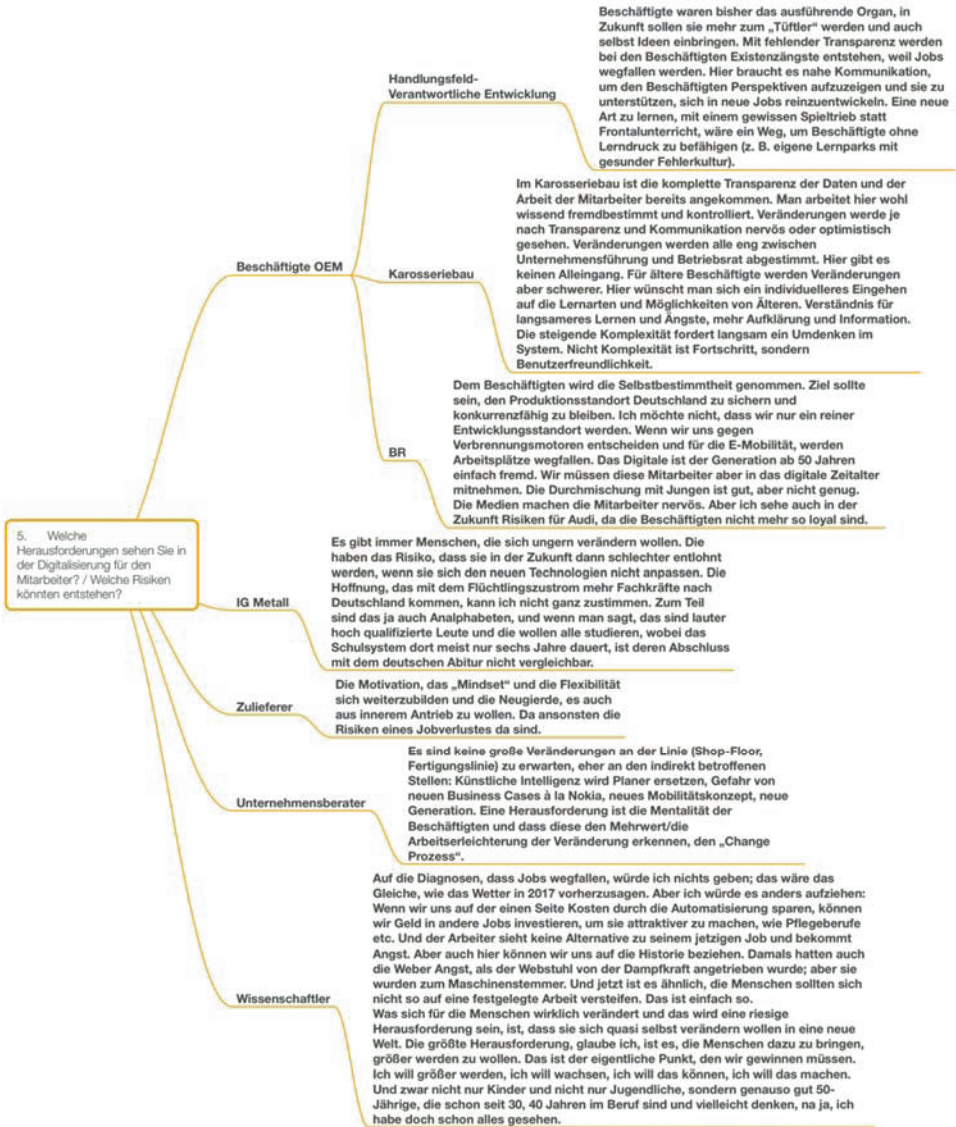 Beschäftigte waren bisher das ausführende Organ, in
Zukunft sollen sie mehr zum „Tüftler" werden und auch
selbst Ideen einbringen. Mit fehlender Transparenz werden
bei den Beschäftigten Existenzängste entstehen, weil Jobs
wegfallen werden. Hier braucht es nahe Kommunikation,
um den Beschäftigten Perspektiven aufzuzeigen und sie zu
unterstützen, sich in neue Jobs reinzuentwickeln. Eine neue
Art zu lernen, mit einem gewissen Spieltrieb statt
Frontalunterricht, wäre ein Weg, um Beschäftigte ohne
Lerndruck zu befähigen (z. B. eigene Lernparks mit
gesunder Fehlerkultur).
Handlungsfeld-
Verantwortliche Entwicklung
Im Karosseriebau ist die komplette Transparenz der Daten und der
Arbeit der Mitarbeiter bereits angekommen. Man arbeitet hier wohl
wissend fremdbestimmt und kontrolliert. Veränderungen werde je
nach Transparenz und Kommunikation nervös oder optimistisch
gesehen. Veränderungen werden alle eng zwischen
Unternehmensführung und Betriebsrat abgestimmt. Hier gibt es
keinen Alleingang. Für ältere Beschäftigte werden Veränderungen
aber schwerer. Hier wünscht man sich ein individuelleres Eingehen
auf die Lernarten und Möglichkeiten von Älteren. Verständnis für
langsameres Lernen und Ängste, mehr Aufklärung und Information.
Die steigende Komplexität fordert langsam ein Umdenken im
System. Nicht Komplexität ist Fortschritt, sondern
Benutzerfreundlichkeit.
Beschäftigte OEM
Karosseriebau
Dem Beschäftigten wird die Selbstbestimmtheit genommen. Ziel sollte
sein, den Produktionsstandort Deutschland zu sichern und
konkurrenzfähig zu bleiben. Ich möchte nicht, dass wir nur ein reiner
Entwicklungsstandort werden. Wenn wir uns gegen
Verbrennungsmotoren entscheiden und für die E-Mobilität, werden
Arbeitsplätze wegfallen. Das Digitale ist der Generation ab 50 Jahren
einfach fremd. Wir müssen diese Mitarbeiter aber in das digitale Zeitalter
mitnehmen. Die Durchmischung mit Jungen ist gut, aber nicht genug.
Die Medien machen die Mitarbeiter nervös. Aber ich sehe auch in der
Zukunft Risiken für Audi, da die Beschäftigten nicht mehr so loyal sind.
BR
5. Welche
Herausforderungen sehen Sie in
der Digitalisierung für den
Mitarbeiter? / Welche Risiken
könnten entstehen?
Es gibt immer Menschen, die sich ungern verändern wollen. Die
haben das Risiko, dass sie in der Zukunft dann schlechter entlohnt
werden, wenn sie sich den neuen Technologien nicht anpassen. Die
Hoffnung, das mit dem Flüchtlingszustrom mehr Fachkräfte nach
Deutschland kommen, kann ich nicht ganz zustimmen. Zum Teil
sind das ja auch Analphabeten, und wenn man sagt, das sind lauter
hoch qualifizierte Leute und die wollen alle studieren, wobei das
Schulsystem dort meist nur sechs Jahre dauert, ist deren Abschluss
mit dem deutschen Abitur nicht vergleichbar.
IG Metall
Die Motivation, das „Mindset" und die Flexibilität
sich weiterzubilden und die Neugierde, es auch
aus innerem Antrieb zu wollen. Da ansonsten die
Risiken eines Jobverlustes da sind.
Zulieferer
Es sind keine große Veränderungen an der Linie (Shop-Floor,
Fertigungslinie) zu erwarten, eher an den indirekt betroffenen
Stellen: Künstliche Intelligenz wird Planer ersetzen, Gefahr von
neuen Business Cases à la Nokia, neues Mobilitätskonzept, neue
Generation. Eine Herausforderung ist die Mentalität der
Beschäftigten und dass diese den Mehrwert/die
Arbeitserleichterung der Veränderung erkennen, den „Change
Prozess".
Unternehmensberater
Auf die Diagnosen, dass Jobs wegfallen, würde ich nichts geben; das wäre das
Gleiche, wie das Wetter in 2017 vorherzusagen. Aber ich würde es anders aufziehen:
Wenn wir uns auf der einen Seite Kosten durch die Automatisierung sparen, können
wir Geld in andere Jobs investieren, um sie attraktiver zu machen, wie Pflegeberufe
etc. Und der Arbeiter sieht keine Alternative zu seinem jetzigen Job und bekommt
Angst. Aber auch hier können wir uns auf die Historie beziehen. Damals hatten auch
die Weber Angst, als der Webstuhl von der Dampfkraft angetrieben wurde; aber sie
wurden zum Maschinenstemmer. Und jetzt ist es ähnlich, die Menschen sollten sich
nicht so auf eine festgelegte Arbeit versteifen. Das ist einfach so.
Was sich für die Menschen wirklich verändert und das wird eine riesige
Herausforderung sein, ist, dass sie sich quasi selbst verändern wollen in eine neue
Welt. Die größte Herausforderung, glaube ich, ist es, die Menschen dazu zu bringen,
größer werden zu wollen. Das ist der eigentliche Punkt, den wir gewinnen müssen.
Ich will größer werden, ich will wachsen, ich will das können, ich will das machen.
Und zwar nicht nur Kinder und nicht nur Jugendliche, sondern genauso gut 50-
Jährige, die schon seit 30, 40 Jahren im Beruf sind und vielleicht denken, na ja, ich
habe doch schon alles gesehen.
Wissenschaftler